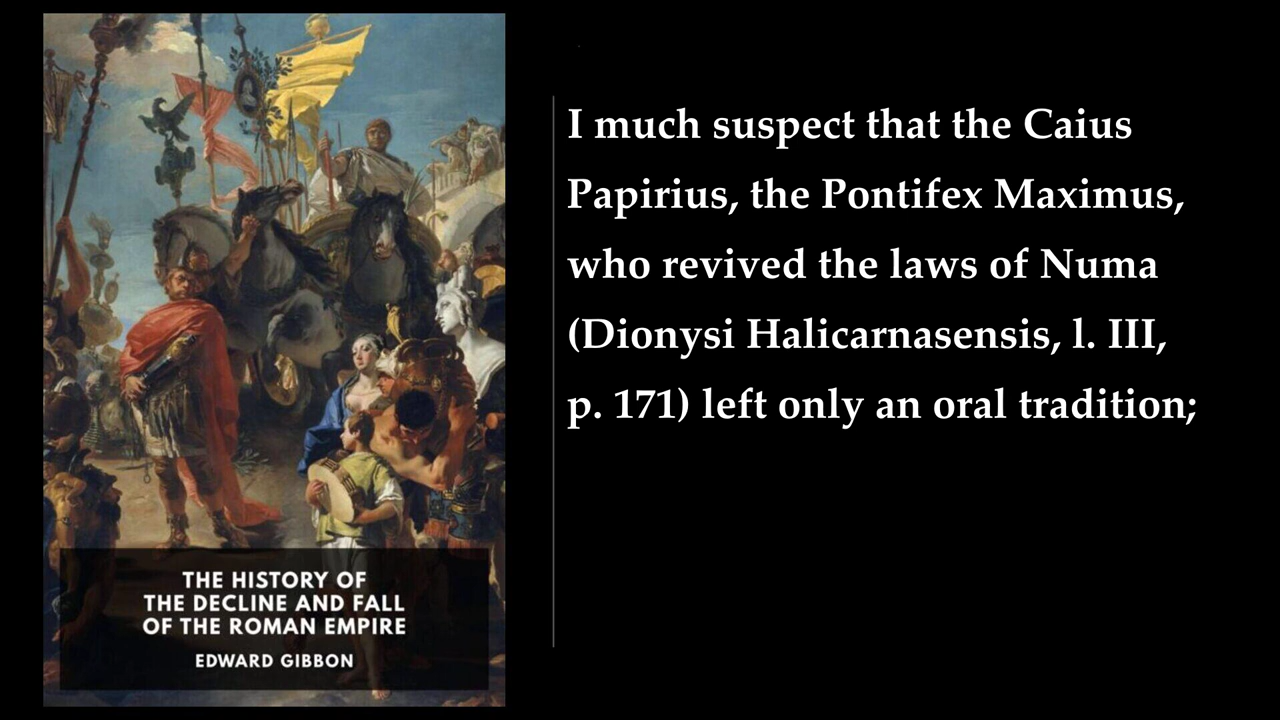 I much suspect that the Caius
Papirius, the Pontifex Maximus,
who revived the laws of Numa
(Dionysi Halicarnasensis, l. III,
p. 171) left only an oral tradition;
THE HISTORY OF
THE DECLINE AND FALL
OF THE ROMAN EMPIRE
EDWARD GIBBON